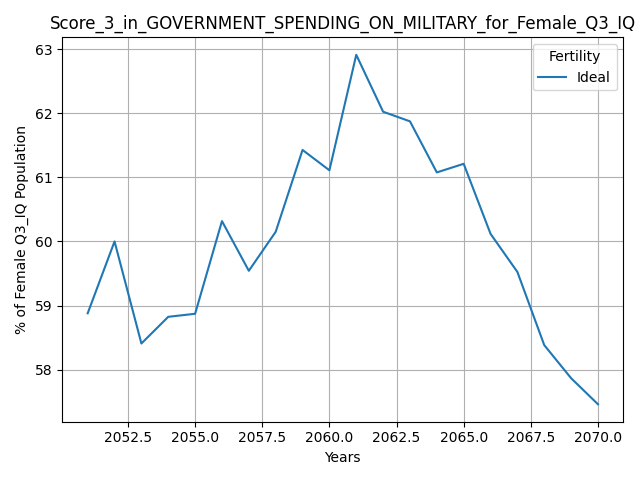 Score_3_in_GOVERNMENT_SPENDING_ON_MILITARY_for_Female_Q3_IQ
Fertility
Ideal
63
62
61
60
59
58
% of Female Q3_IQ Population
2052.5 2055.0 2057.5 2060.0 2062.5 2065.0 2067.5 2070.0
Years